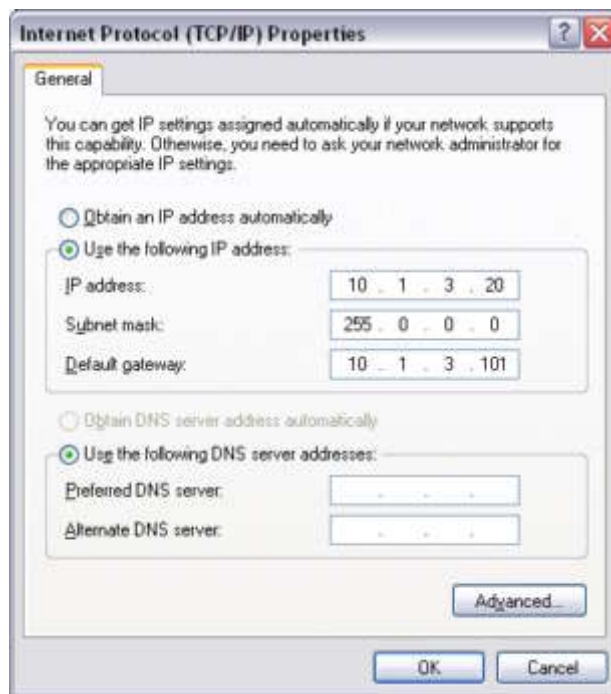 Internet Protocol (TCP/IP) Properties
General
You can get IP settings assigned automatically if your network supports
this capability. Otherwise, you need to ask your network administrator for
the appropriate IP settings.
Obtain an IP address automatically
Use the following IP address:
IP address: 10 . 1 . 3 . 20
Subnet mask: 255 . 0 . 0 . 0
Default gateway: 10 . 1 . 3 . 101
Obtain DNS server address automatically
Use the following DNS server addresses:
Preferred DNS server: . . .
Alternate DNS server: . . .
Advanced...
OK Cancel